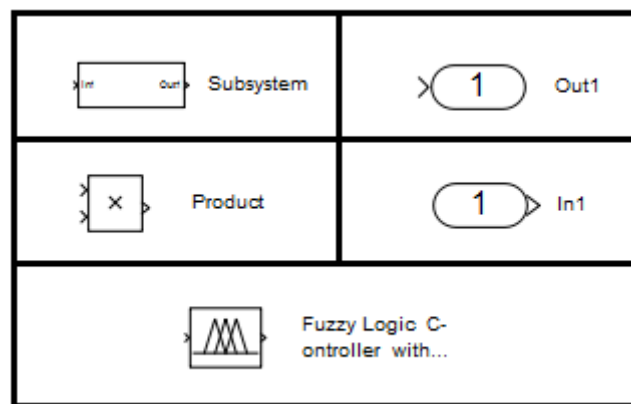 In1 Out1 Subsystem
1 Out1
× Product
1 In1
Fuzzy Logic C-
ontroller with...